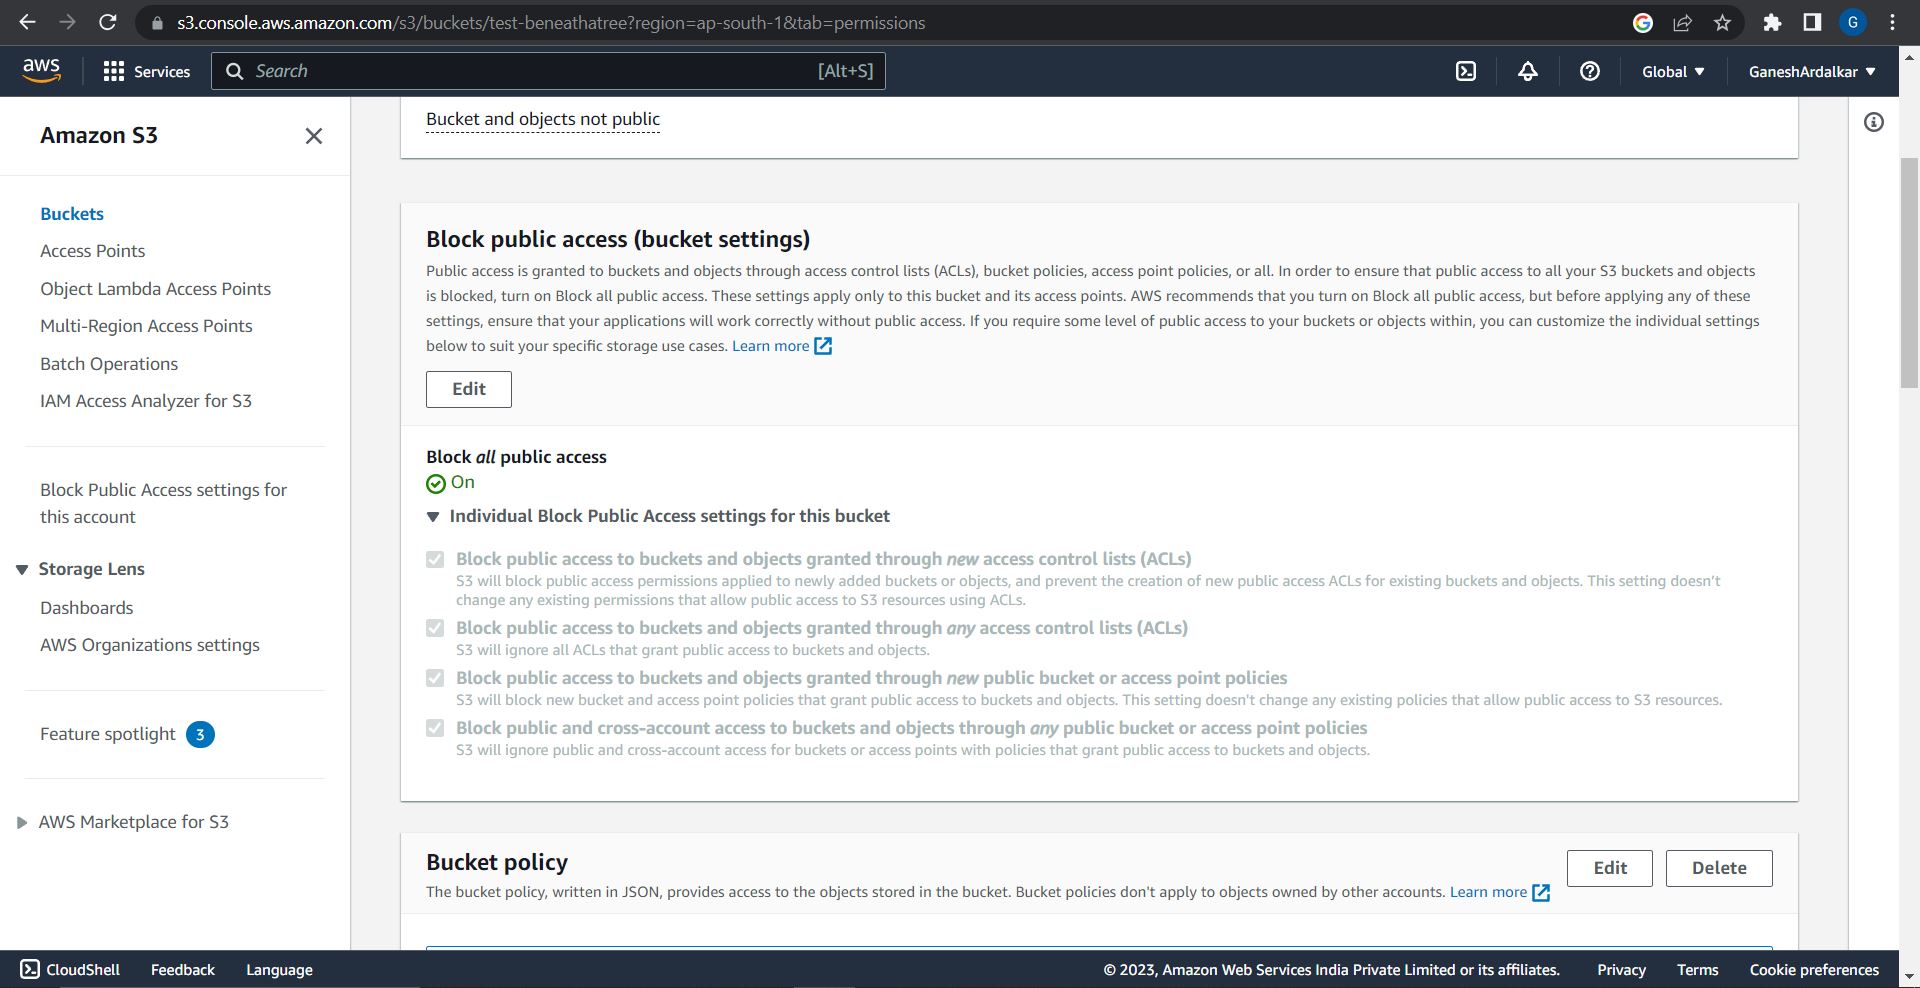 s3.console.aws.amazon.com/s3/buckets/test-beneathatree?region=ap-south-1&tab=permissions
G
G
aws
Services
Search
[Alt+S]
Global
GaneshArdalkar
Amazon S3
Buckets
Access Points
Object Lambda Access Points
Multi-Region Access Points
Batch Operations
IAM Access Analyzer for S3
Block Public Access settings for
this account
Storage Lens
Dashboards
AWS Organizations settings
Feature spotlight 3
AWS Marketplace for S3
Bucket and objects not public
Block public access (bucket settings)
Public access is granted to buckets and objects through access control lists (ACLs), bucket policies, access point policies, or all. In order to ensure that public access to all your S3 buckets and objects
is blocked, turn on Block all public access. These settings apply only to this bucket and its access points. AWS recommends that you turn on Block all public access, but before applying any of these
settings, ensure that your applications will work correctly without public access. If you require some level of public access to your buckets or objects within, you can customize the individual settings
below to suit your specific storage use cases. Learn more
Edit
Block all public access
On
Individual Block Public Access settings for this bucket
Block public access to buckets and objects granted through new access control lists (ACLs)
S3 will block public access permissions applied to newly added buckets or objects, and prevent the creation of new public access ACLs for existing buckets and objects. This setting doesn't
change any existing permissions that allow public access to S3 resources using ACLs.
Block public access to buckets and objects granted through any access control lists (ACLs)
S3 will ignore all ACLs that grant public access to buckets and objects.
Block public access to buckets and objects granted through new public bucket or access point policies
S3 will block new bucket and access point policies that grant public access to buckets and objects. This setting doesn't change any existing policies that allow public access to S3 resources.
Block public and cross-account access to buckets and objects through any public bucket or access point policies
S3 will ignore public and cross-account access for buckets or access points with policies that grant public access to buckets and objects.
Bucket policy
The bucket policy, written in JSON, provides access to the objects stored in the bucket. Bucket policies don't apply to objects owned by other accounts. Learn more
Edit
Delete
CloudShell
Feedback
Language
© 2023, Amazon Web Services India Private Limited or its affiliates.
Privacy
Terms
Cookie preferences